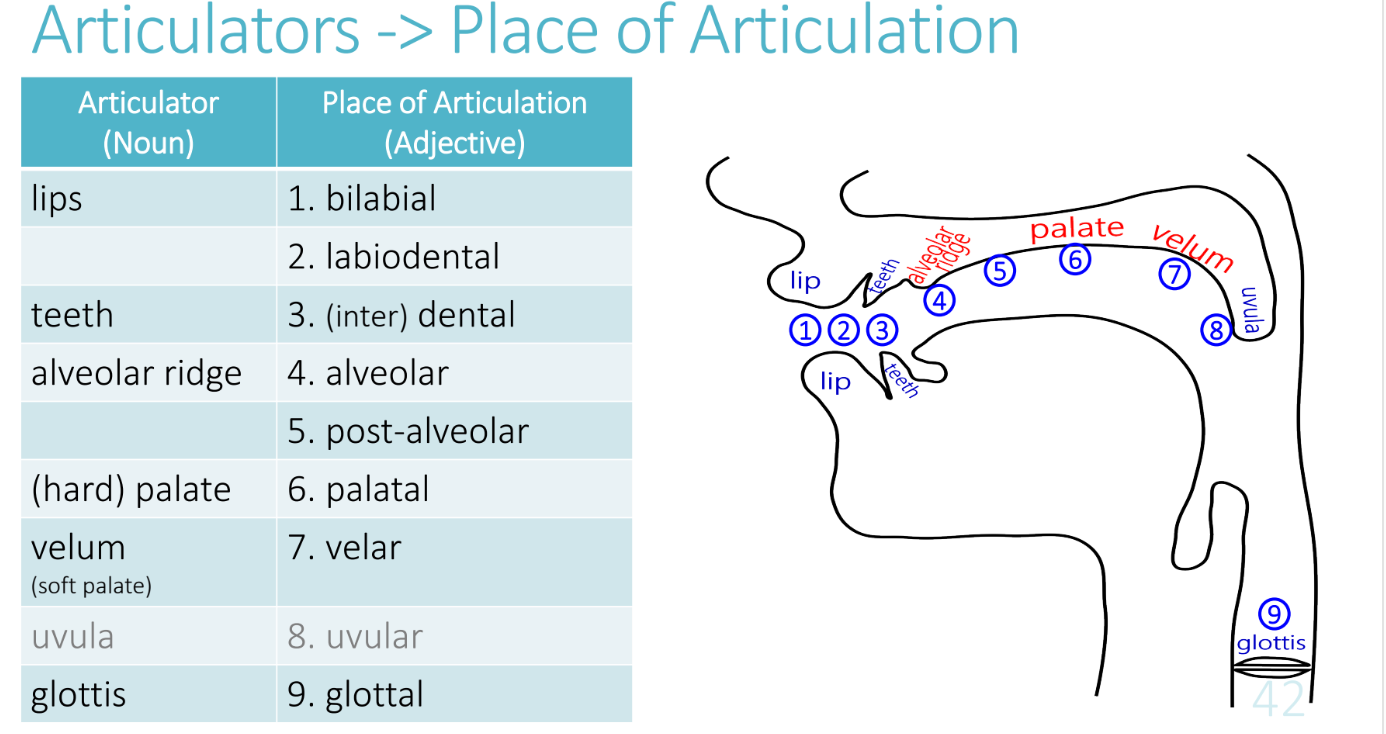 Articulators -> Place of Articulation
Articulator
(Noun)
Place of Articulation
(Adjective)
lips
1. bilabial
2. labiodental
teeth
3. (inter) dental
alveolar ridge
4. alveolar
5. post-alveolar
(hard) palate
6. palatal
velum
(soft palate)
7. velar
uvula
8. uvular
glottis
9. glottal
lip
teeth
alveolar
ridge
palate
velum
uvula
1
2
3
4
5
6
7
8
lip
teeth
9
glottis
42